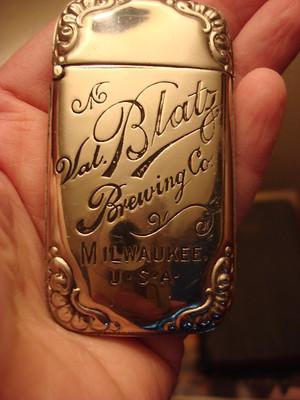 Val. Blatz
Brewing Co.
MILWAUKEE,
U-S-A-